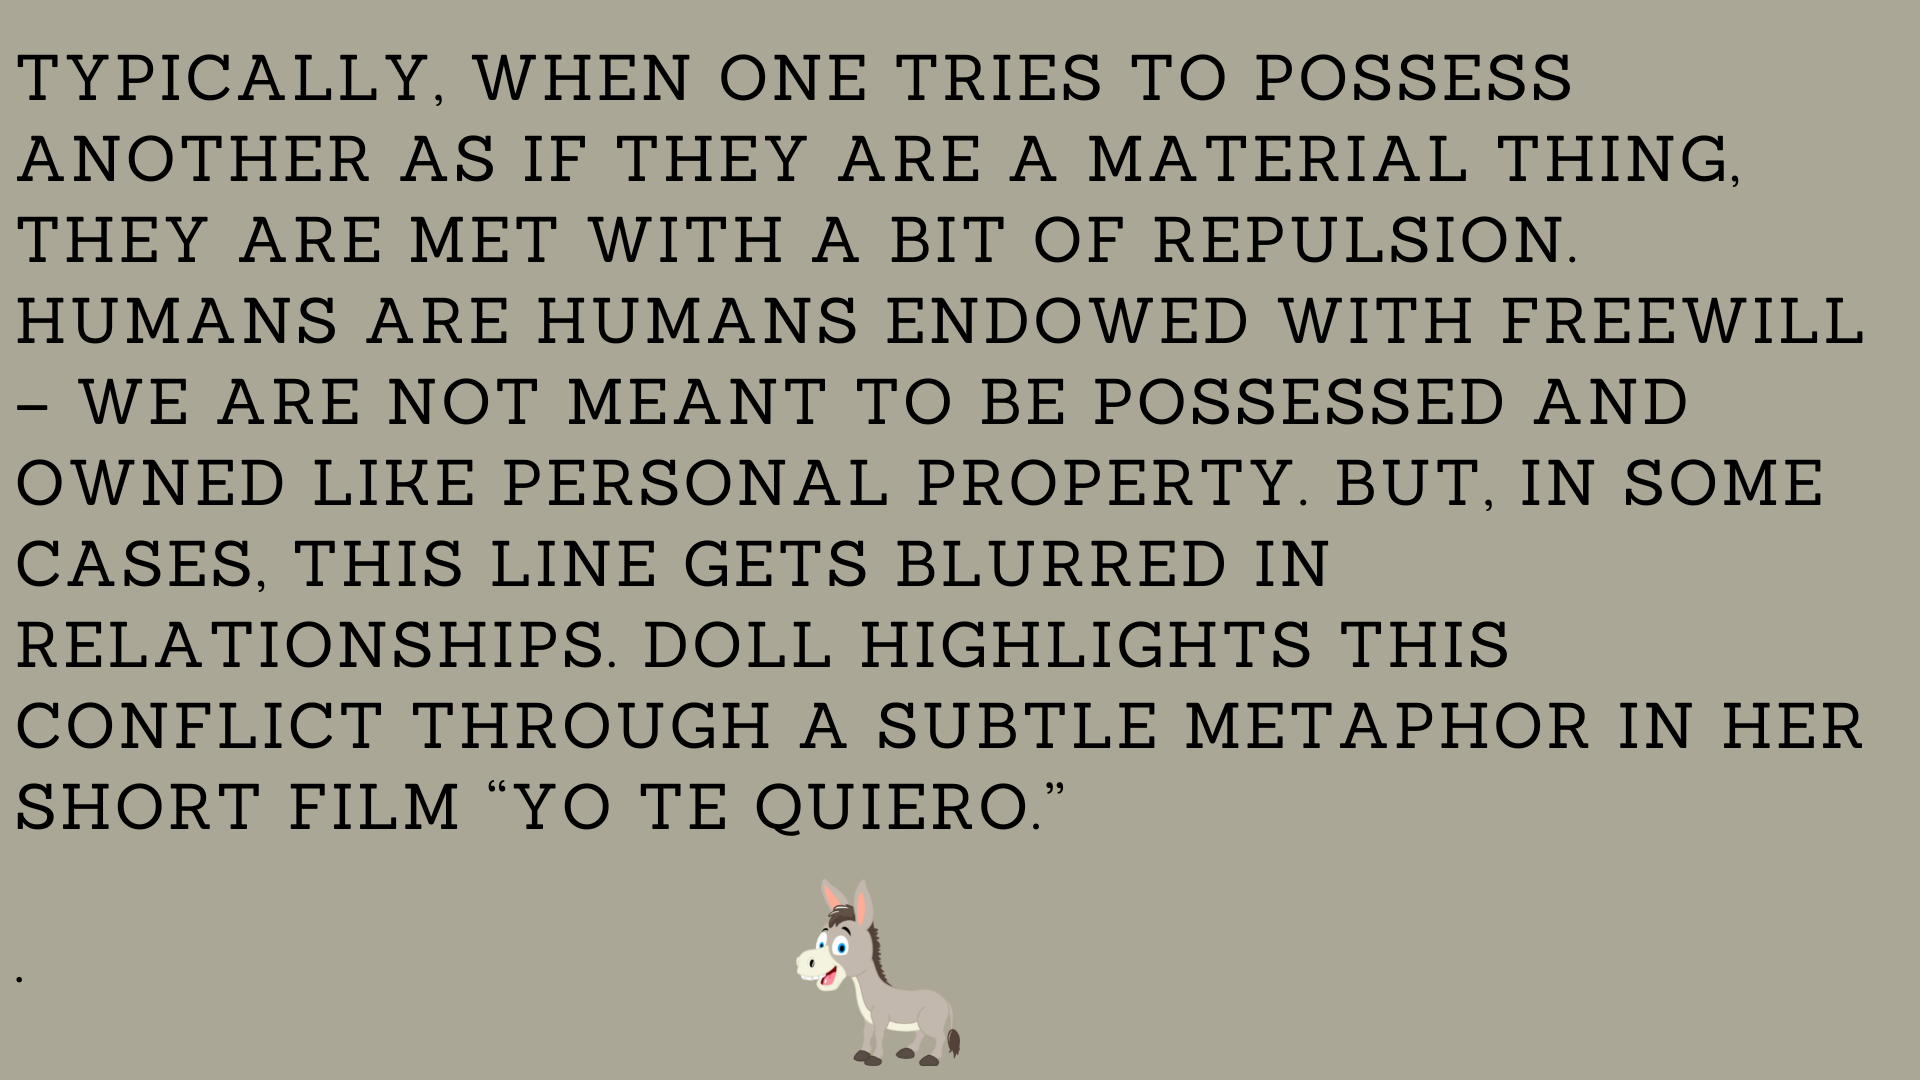 TYPICALLY, WHEN ONE TRIES TO POSSESS
ANOTHER AS IF THEY ARE A MATERIAL THING,
THEY ARE MET WITH A BIT OF REPULSION.
HUMANS ARE HUMANS ENDOWED WITH FREEWILL
– WE ARE NOT MEANT TO BE POSSESSED AND
OWNED LIKE PERSONAL PROPERTY. BUT, IN SOME
CASES, THIS LINE GETS BLURRED IN
RELATIONSHIPS. DOLL HIGHLIGHTS THIS
CONFLICT THROUGH A SUBTLE METAPHOR IN HER
SHORT FILM “YO TE QUIERO.”
.